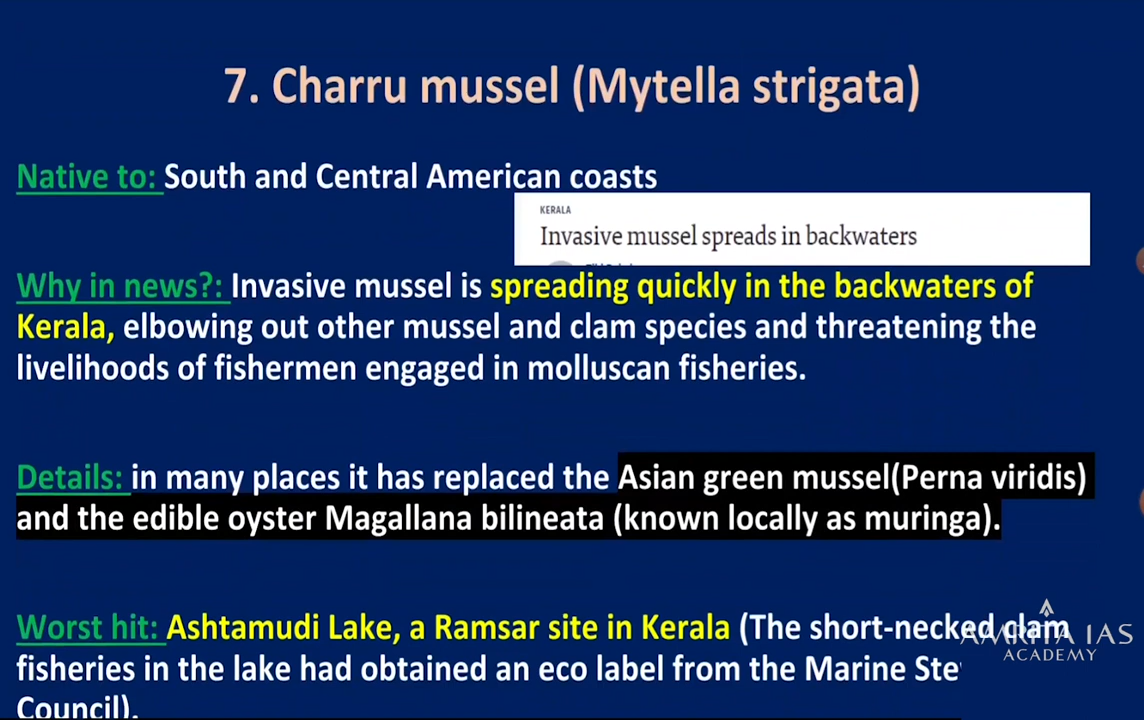 7. Charru mussel (Mytella strigata)
Native to: South and Central American coasts
KERALA
Invasive mussel spreads in backwaters
Why in news?: Invasive mussel is spreading quickly in the backwaters of
Kerala, elbowing out other mussel and clam species and threatening the
livelihoods of fishermen engaged in molluscan fisheries.
Details: in many places it has replaced the Asian green mussel(Perna viridis)
and the edible oyster Magallana bilineata (known locally as muringa).
Worst hit: Ashtamudi Lake, a Ramsar site in Kerala (The short-necked clam
AMRITA IAS
ACADEMY
fisheries in the lake had obtained an eco label from the Marine Ste
Council).